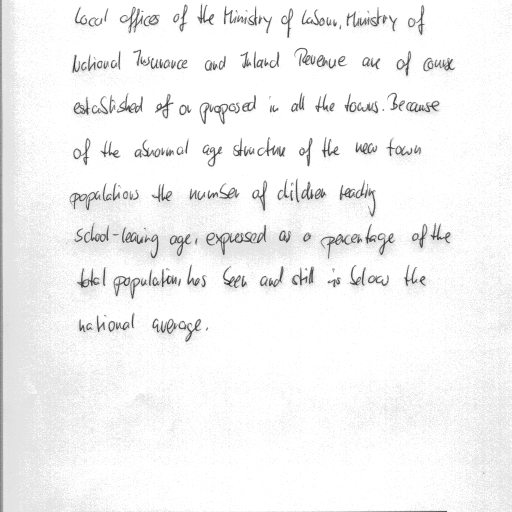 Local offices of the Ministry of Labour, Ministry of
National Insurance and Inland Revenue are of course
established of or proposed in all the towns. Because
of the abnormal age structure of the new town
populations the number of children reading
school-leaving age, expressed as a percentage of the
total population, has been and still is below the
national average.